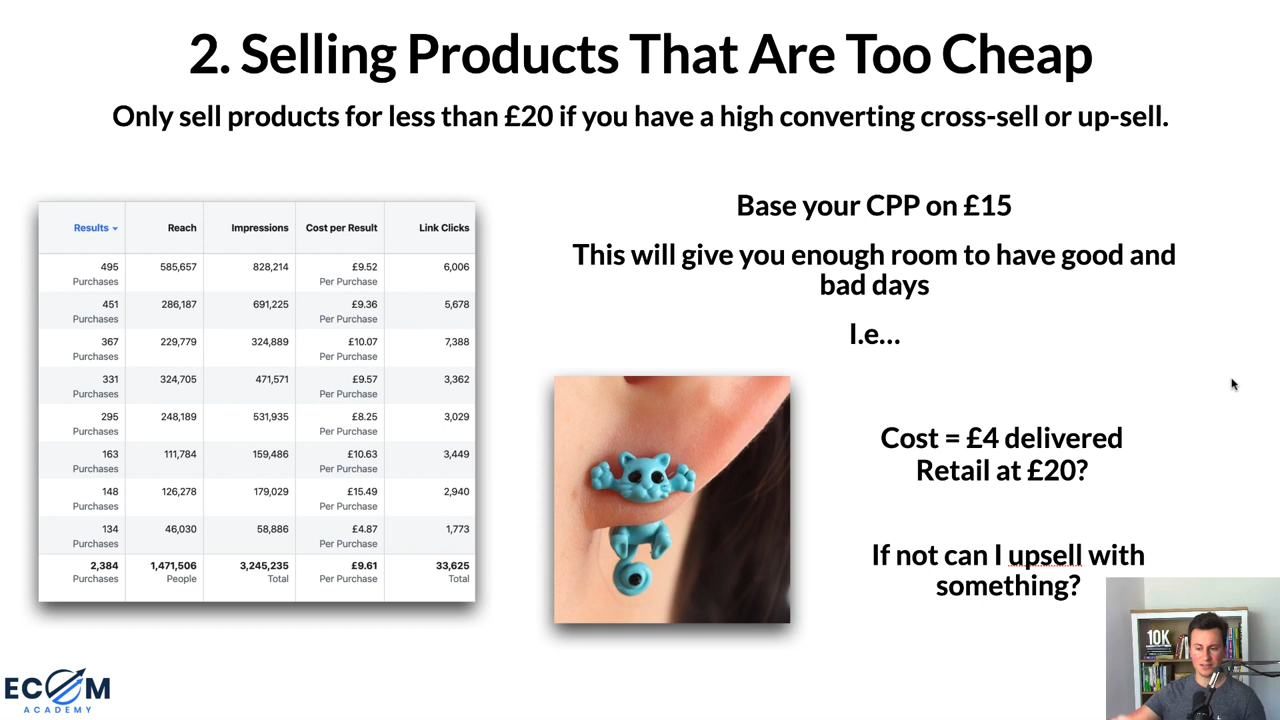 2. Selling Products That Are Too Cheap
Only sell products for less than £20 if you have a high converting cross-sell or up-sell.
Results Reach Impressions Cost per Result Link Clicks
495 585,657 828,214 £9.52 6,006
Purchases Per Purchase
451 286,187 691,225 £9.36 5,678
Purchases Per Purchase
367 229,779 324,889 £10.07 7,388
Purchases Per Purchase
331 324,705 471,571 £9.57 3,362
Purchases Per Purchase
295 248,189 531,935 £8.25 3,029
Purchases Per Purchase
163 111,784 159,486 £10.63 3,449
Purchases Per Purchase
148 126,278 179,029 £15.49 2,940
Purchases Per Purchase
134 46,030 58,886 £4.87 1,773
Purchases Per Purchase
2,384 1,471,506 3,245,235 £9.61 33,625
Purchases People Total Per Purchase Total
Base your CPP on £15
This will give you enough room to have good and
bad days
I.e...
Cost = £4 delivered
Retail at £20?
If not can I upsell with
something?
10K
ECOM
ACADEMY